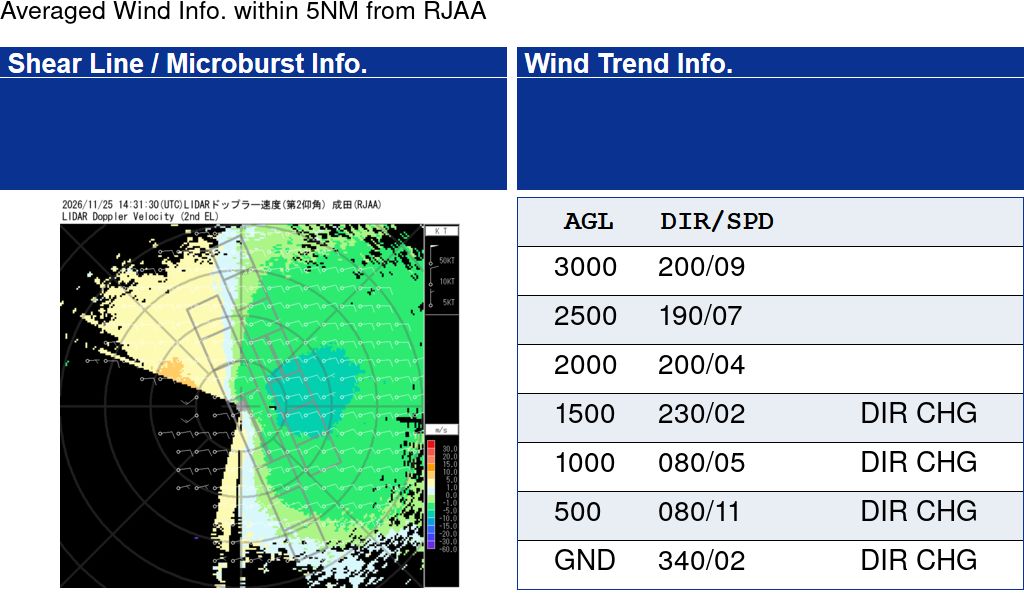 Averaged Wind Info. within 5NM from RJAA
Shear Line / Microburst Info.
Wind Trend Info.
2026/11/25 14:31:30(UTC)LIDARドップラー速度(第2仰角) 成田(RJAA)
LIDAR Doppler Velocity (2nd EL)
KT
50KT
10KT
5KT
m/s
30.0
20.0
15.0
10.0
5.0
1.0
0.0
-1.0
-5.0
-10.0
-15.0
-20.0
-30.0
-60.0
AGL DIR/SPD
3000 200/09
2500 190/07
2000 200/04
1500 230/02 DIR CHG
1000 080/05 DIR CHG
500 080/11 DIR CHG
GND 340/02 DIR CHG